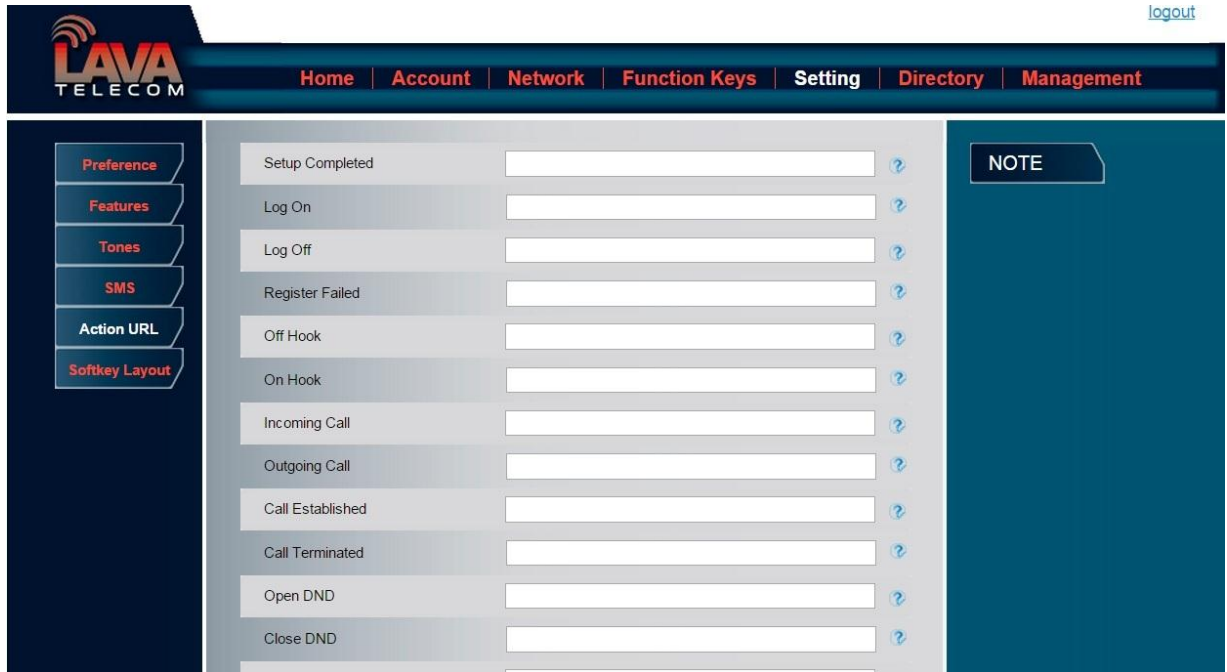 logout
LAVA
TELECOM
Home | Account | Network | Function Keys | Setting | Directory | Management
Preference
Features
Tones
SMS
Action URL
Softkey Layout
Setup Completed
Log On
Log Off
Register Failed
Off Hook
On Hook
Incoming Call
Outgoing Call
Call Established
Call Terminated
Open DND
Close DND
NOTE